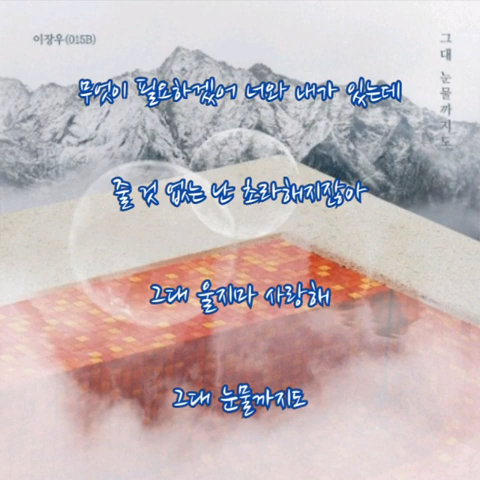 이장우(015B)
그대 눈물까지도
무엇이 필요하겠어 너와 내가 있는데
줄 것 없는 난 초라해지잖아
그대 울지마 사랑해
그대 눈물까지도